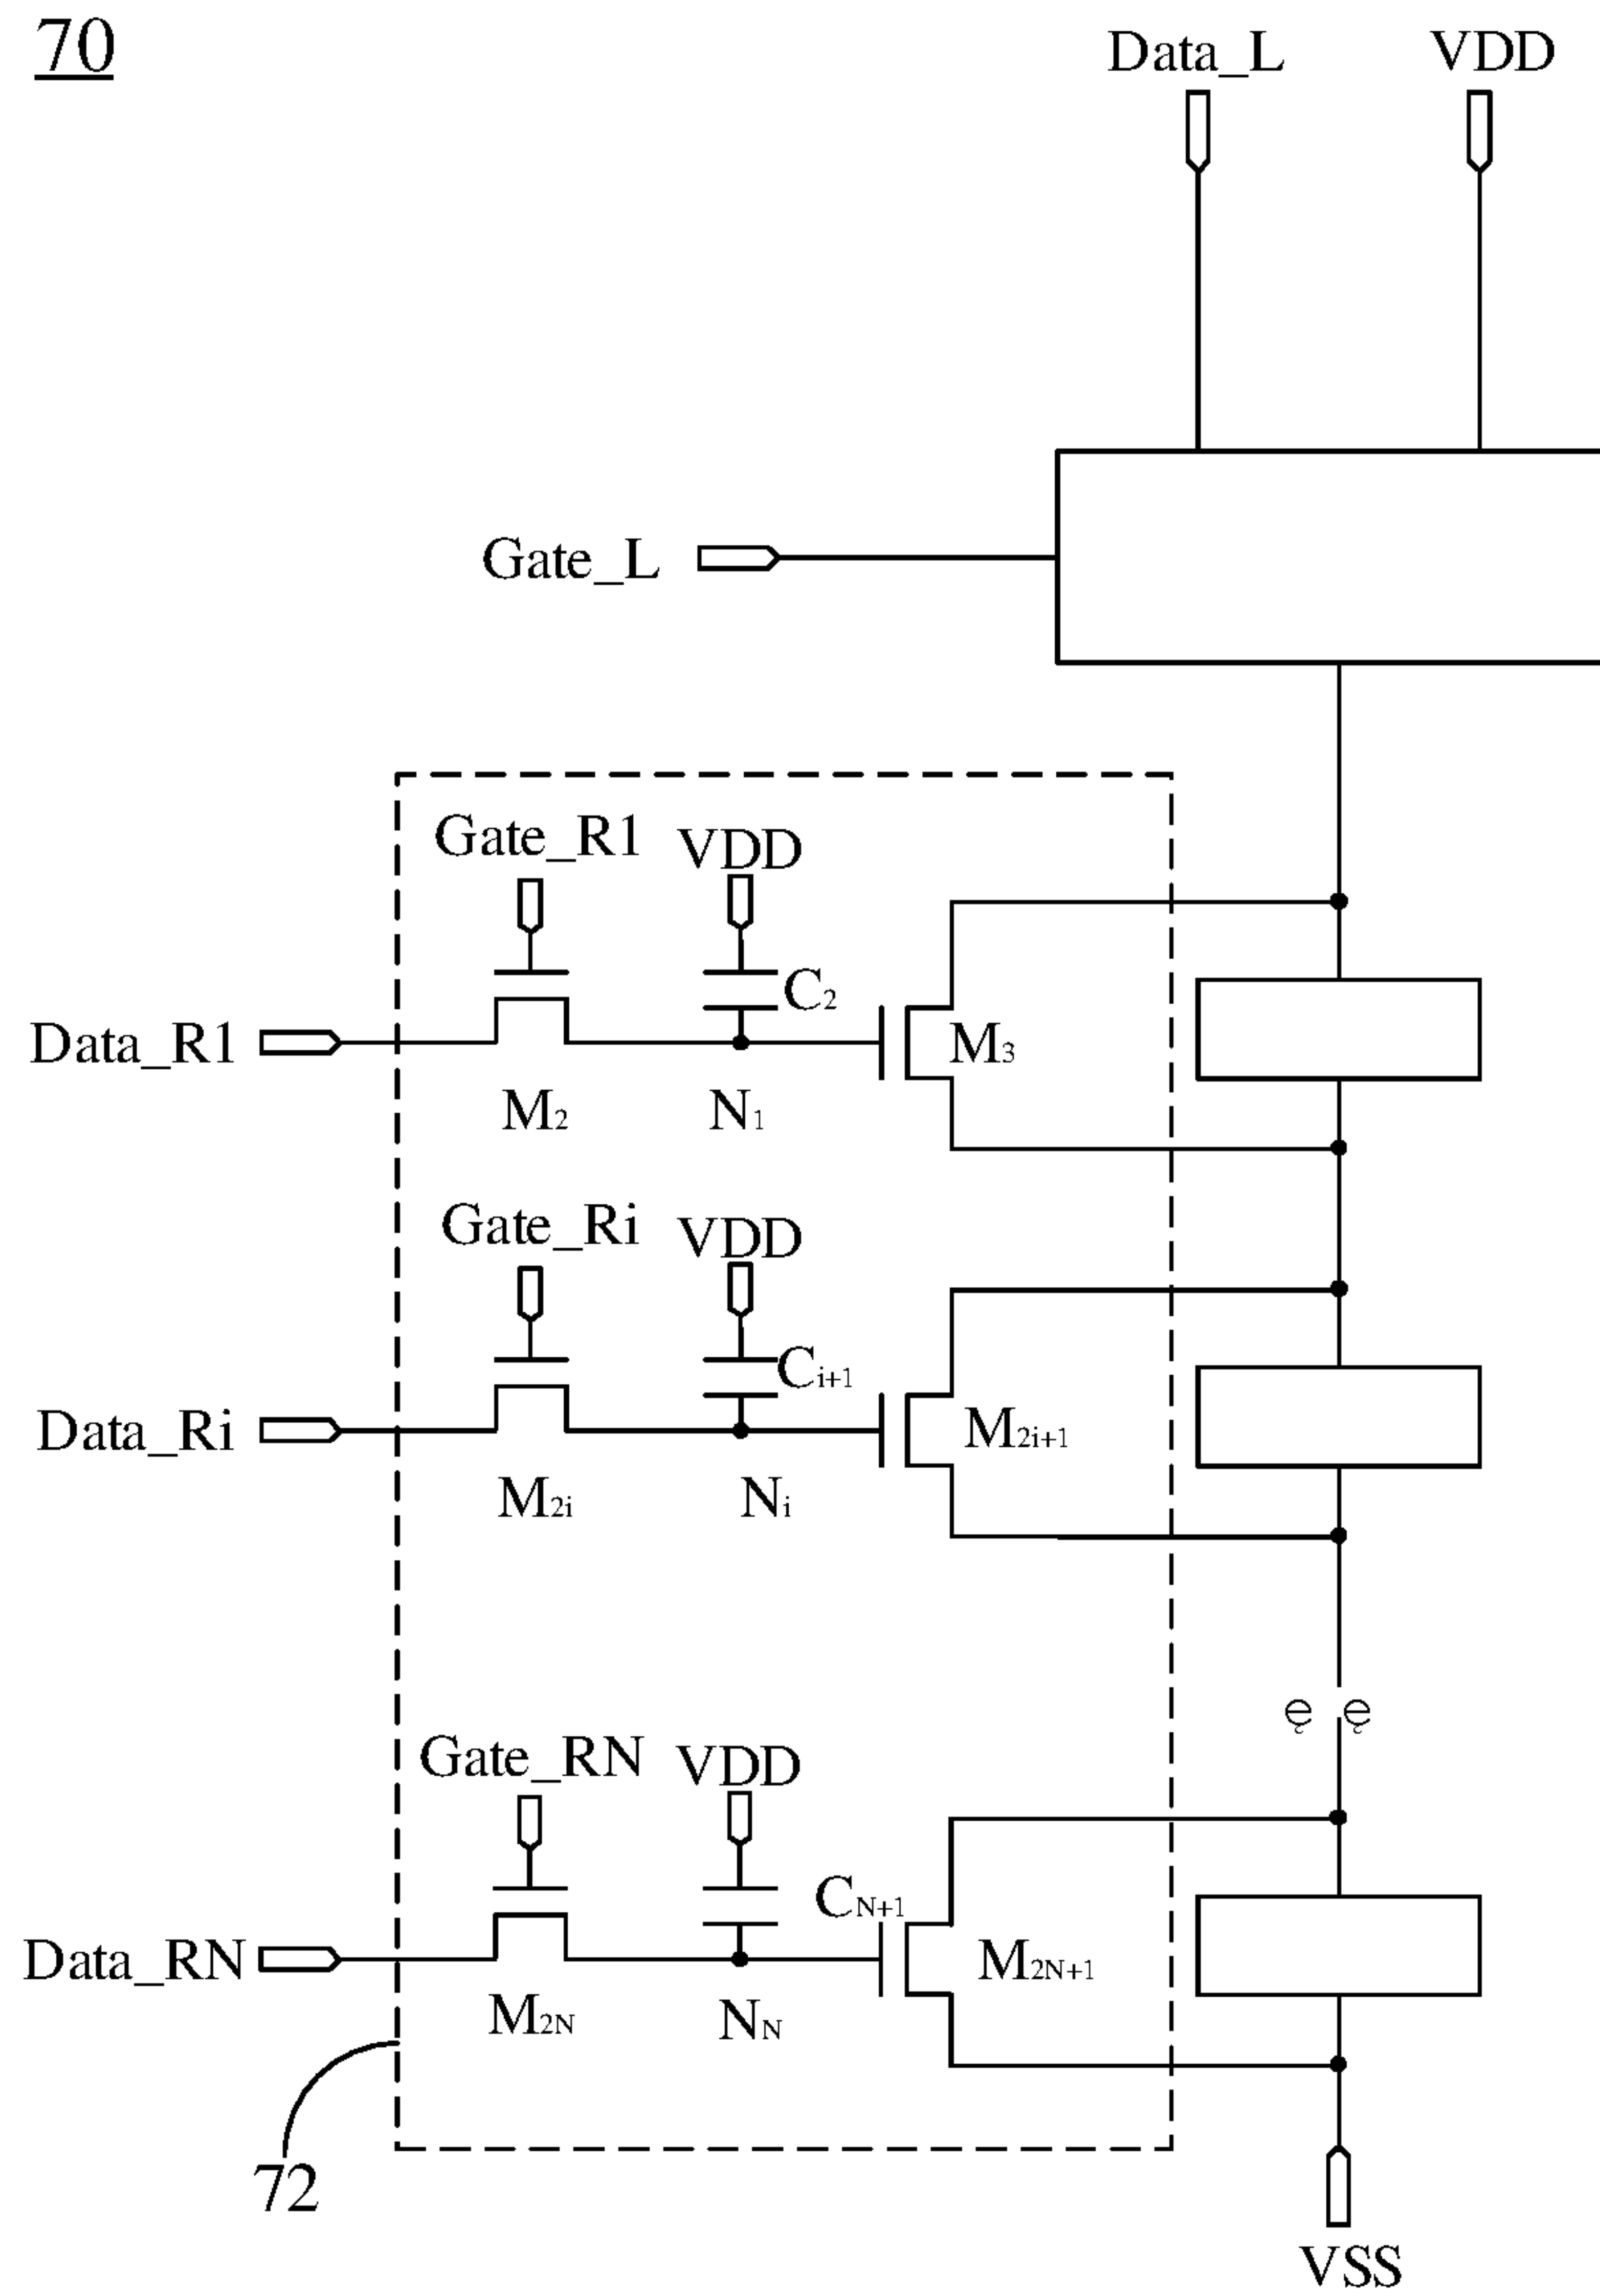 70
Data_L VDD
Gate_L
Gate_R1 VDD
C2
Data_R1 M3
M2 N1
Gate_Ri VDD
Ci+1
Data_Ri M2i+1
M2i Ni
Gate_RN VDD
CN+1
Data_RN M2N+1
M2N NN
72
VSS